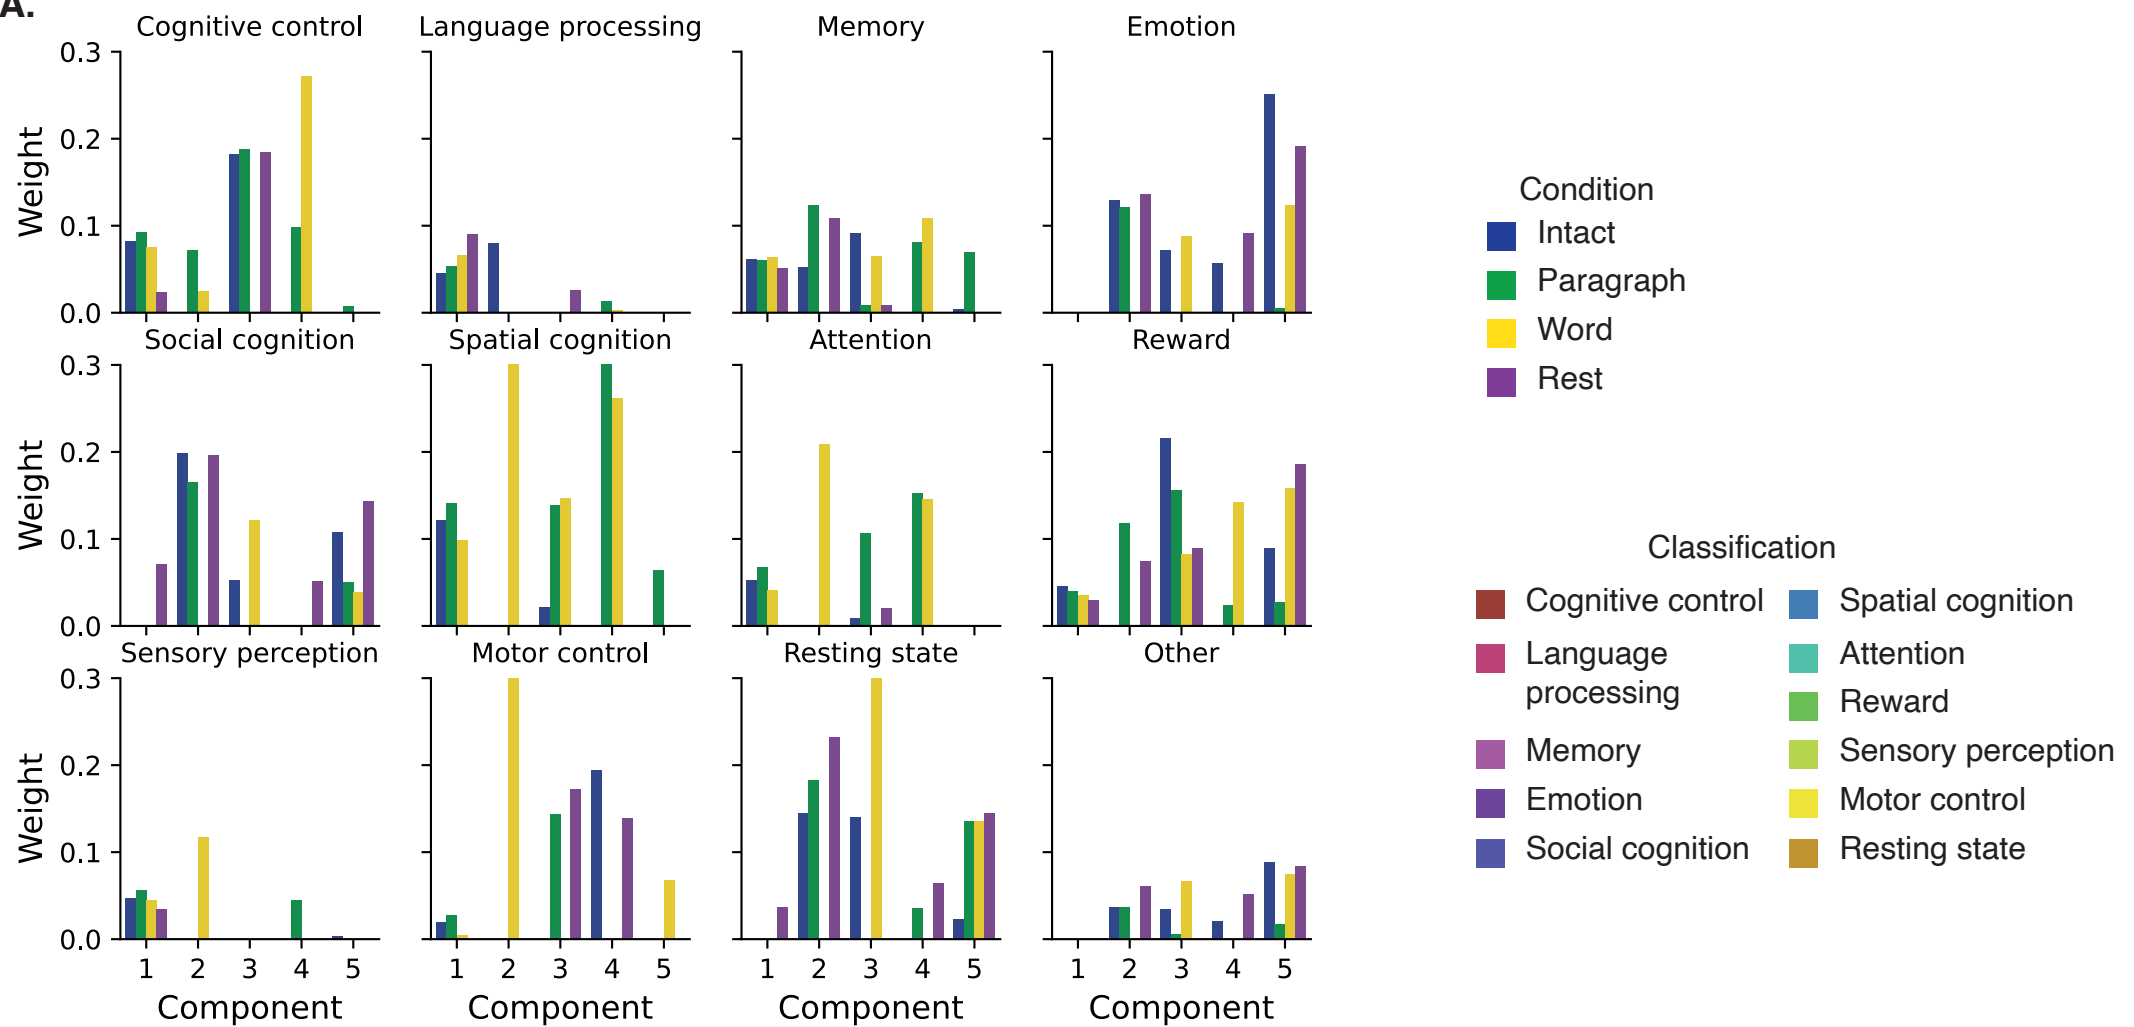 A.
Cognitive control
Language processing
Memory
Emotion
0.3
0.2
0.1
0.0
Weight
Social cognition
Spatial cognition
Attention
Reward
0.3
0.2
0.1
0.0
Weight
Sensory perception
Motor control
Resting state
Other
0.3
0.2
0.1
0.0
Weight
1 2 3 4 5
1 2 3 4 5
1 2 3 4 5
1 2 3 4 5
Component
Component
Component
Component
Condition
Intact
Paragraph
Word
Rest
Classification
Cognitive control
Language
processing
Memory
Emotion
Social cognition
Spatial cognition
Attention
Reward
Sensory perception
Motor control
Resting state